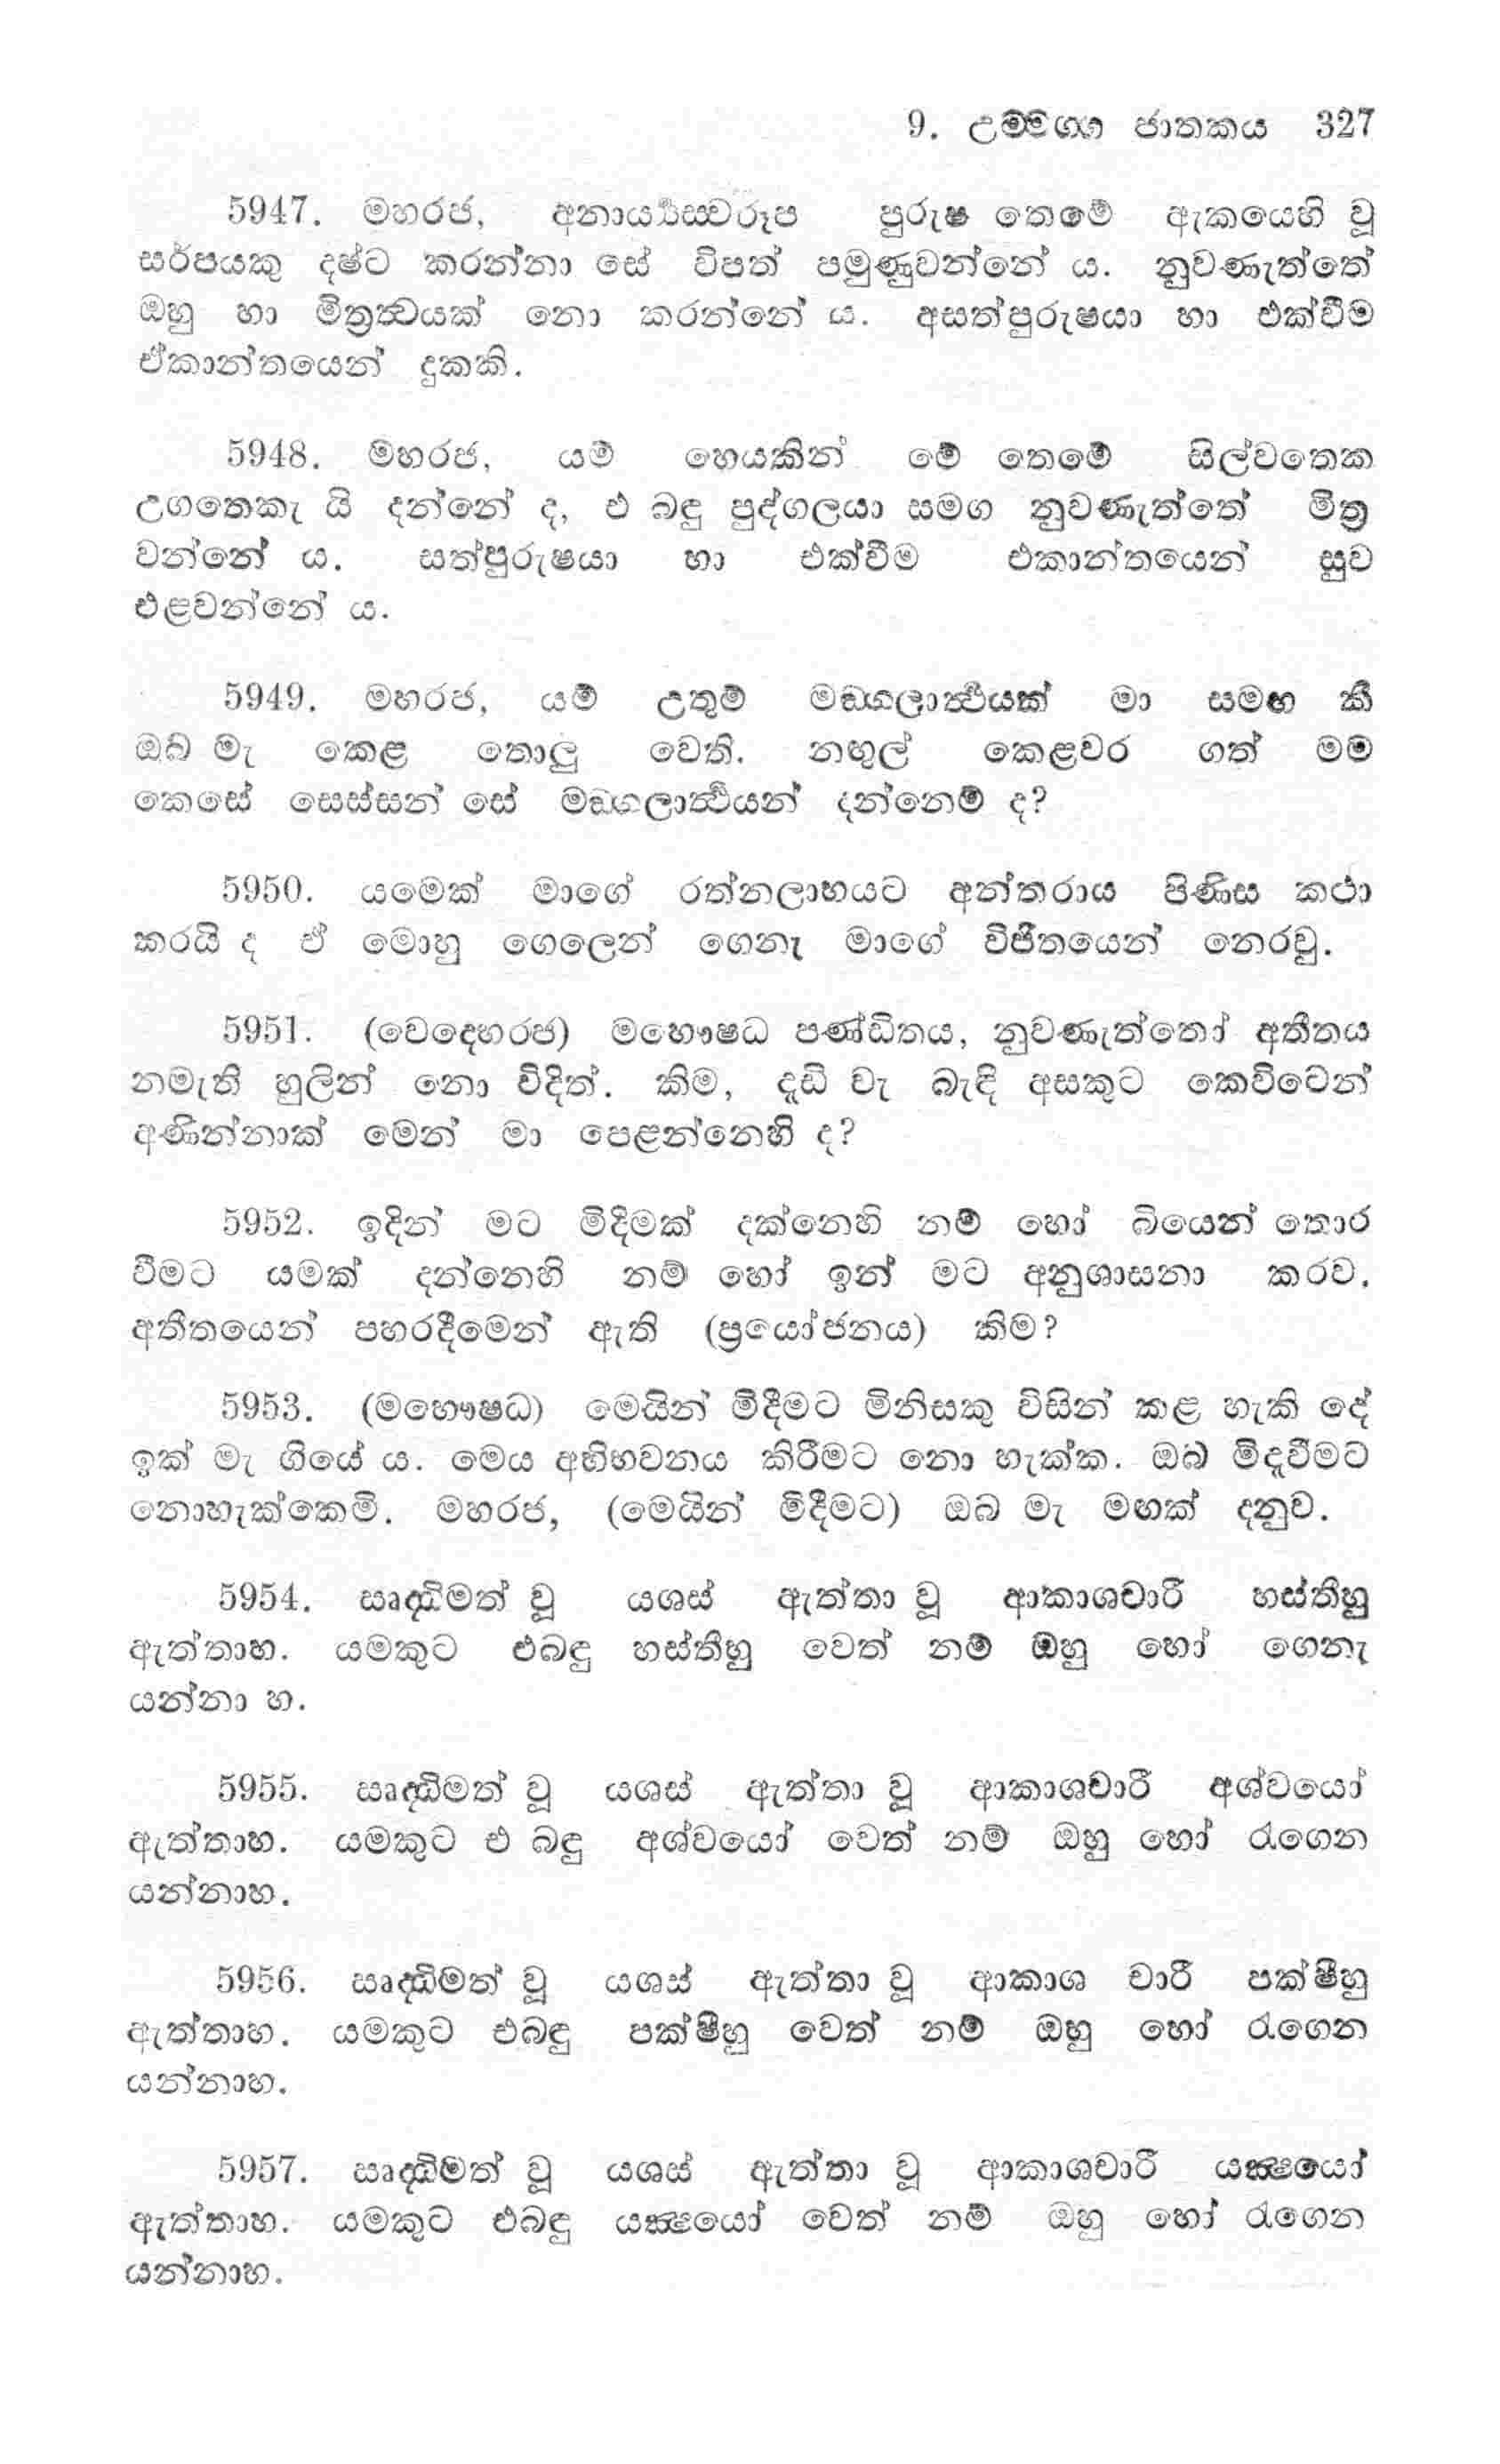 9. උම්මග්ග ජාතකය 327
5947. මහරජ, අනාර්‍ය්‍යස්වරූප පුරුෂ තෙමේ ඇකයෙහි වූ
සර්පයකු දෂ්ට කරන්නා සේ විපත් පමුණුවන්නේ ය. නුවණැත්තේ
ඔහු හා මිත්‍රත්‍වයක් නො කරන්නේ ය. අසත්පුරුෂයා හා එක්වීම
ඒකාන්තයෙන් දුකකි.
5948. මහරජ, යම් හෙයකින් මේ තෙමේ සිල්වතෙක
උගතෙකැ යි දන්නේ ද, එ බඳු පුද්ගලයා සමග නුවණැත්තේ මිත්‍ර
වන්නේ ය. සත්පුරුෂයා හා එක්වීම එකාන්තයෙන් සුව
එළවන්නේ ය.
5949. මහරජ, යම් උතුම් මඞ්ගලාර්‍ත්‍ථයක් මා සමඟ කී
ඔබ මැ කෙළ තොලු වෙති. නඟුල් කෙළවර ගත් මම
කෙසේ සෙස්සන් සේ මඞ්ගලාර්‍ත්‍ථයන් දන්නෙම් ද?
5950. යමෙක් මාගේ රත්නලාභයට අන්තරාය පිණිස කථා
කරයි ද ඒ මොහු ගෙලෙන් ගෙනැ මාගේ විජිතයෙන් නෙරවු.
5951. (වෙදෙහරජ) මහෞෂධ පණ්ඩිතය, නුවණැත්තෝ අතීතය
නමැති හුලින් නො විදිත්. කිම, දැඩි වැ බැඳි අසකුට කෙවිටෙන්
අණින්නාක් මෙන් මා පෙළන්නෙහි ද?
5952. ඉදින් මට මිදීමක් දක්නෙහි නම් හෝ බියෙන් තොර
වීමට යමක් දන්නෙහි නම් හෝ ඉන් මට අනුශාසනා කරව.
අතීතයෙන් පහරදීමෙන් ඇති (ප්‍රයෝජනය) කිම?
5953. (මහෞෂධ) මෙයින් මිදීමට මිනිසකු විසින් කළ හැකි දේ
ඉක් මැ ගියේ ය. මෙය අභිභවනය කිරීමට නො හැක්ක. ඔබ මිදැවීමට
නොහැක්කෙමි. මහරජ, (මෙයින් මිදීමට) ඔබ මැ මඟක් දනුව.
5954. සෘද්‍ධිමත් වූ යශස් ඇත්තා වූ ආකාශචාරී හස්තීහු
ඇත්තාහ. යමකුට එබඳු හස්තීහු වෙත් නම් ඔහු හෝ ගෙනැ
යන්නා හ.
5955. සෘද්‍ධිමත් වූ යශස් ඇත්තා වූ ආකාශචාරී අශ්වයෝ
ඇත්තාහ. යමකුට එ බඳු අශ්වයෝ වෙත් නම් ඔහු හෝ රැගෙන
යන්නාහ.
5956. සෘද්‍ධිමත් වූ යශස් ඇත්තා වූ ආකාශ චාරී පක්ෂීහු
ඇත්තාහ. යමකුට එබඳු පක්ෂීහු වෙත් නම් ඔහු හෝ රැගෙන
යන්නාහ.
5957. සෘද්‍ධිමත් වූ යශස් ඇත්තා වූ ආකාශචාරී යක්‍ෂයෝ
ඇත්තාහ. යමකුට එබඳු යක්‍ෂයෝ වෙත් නම් ඔහු හෝ රැගෙන
යන්නාහ.